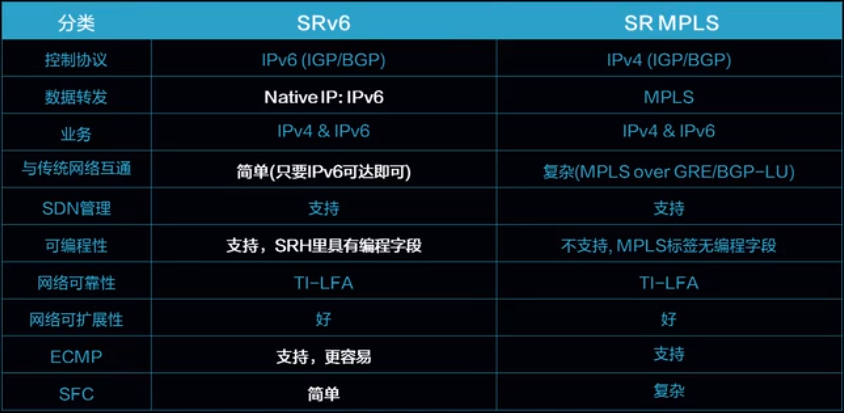 分类 SRv6 SR MPLS
控制协议 IPv6 (IGP/BGP) IPv4 (IGP/BGP)
数据转发 Native IP: IPv6 MPLS
业务 IPv4 & IPv6 IPv4 & IPv6
与传统网络互通 简单(只要IPv6可达即可) 复杂(MPLS over GRE/BGP-LU)
SDN管理 支持 支持
可编程性 支持，SRH里具有编程字段 不支持, MPLS标签无编程字段
网络可靠性 TI-LFA TI-LFA
网络可扩展性 好 好
ECMP 支持，更容易 支持
SFC 简单 复杂